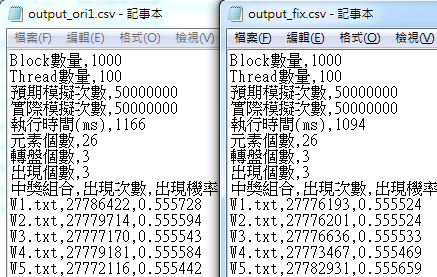 output_ori1.csv - 記事本
檔案(F) 編輯(E) 格式(O) 檢視(V)
Block數量,1000
Thread數量,100
預期模擬次數,50000000
實際模擬次數,50000000
執行時間(ms),1166
元素個數,26
轉盤個數,3
出現個數,3
中獎組合,出現次數,出現機率
W1.txt,27786422,0.555728
W2.txt,27779714,0.555594
W3.txt,27777170,0.555543
W4.txt,27779181,0.555584
W5.txt,27772116,0.555442
output_fix.csv - 記事本
檔案(F) 編輯(E) 格式(O) 檢視(V)
Block數量,1000
Thread數量,100
預期模擬次數,50000000
實際模擬次數,50000000
執行時間(ms),1094
元素個數,26
轉盤個數,3
出現個數,3
中獎組合,出現次數,出現機率
W1.txt,27776193,0.555524
W2.txt,27776201,0.555524
W3.txt,27776636,0.555533
W4.txt,27773467,0.555469
W5.txt,27782931,0.555659